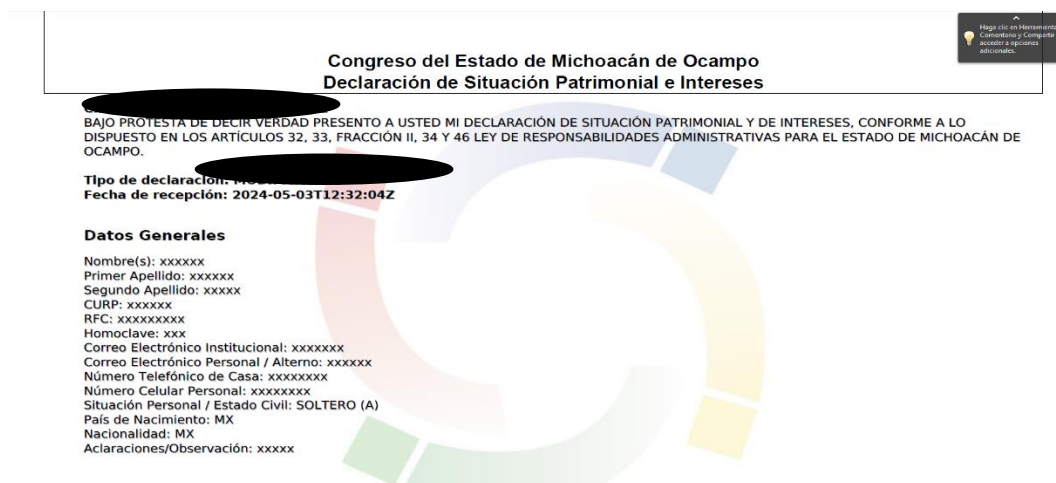 Haga clic en Herramienta
Comentario y Compartir
acceder a opciones
adicionales.
Congreso del Estado de Michoacán de Ocampo
Declaración de Situación Patrimonial e Intereses
BAJO PROTESTA DE DECIR VERDAD PRESENTO A USTED MI DECLARACIÓN DE SITUACIÓN PATRIMONIAL Y DE INTERESES, CONFORME A LO
DISPUESTO EN LOS ARTÍCULOS 32, 33, FRACCIÓN II, 34 Y 46 LEY DE RESPONSABILIDADES ADMINISTRATIVAS PARA EL ESTADO DE MICHOACÁN DE
OCAMPO.
Tipo de declaración:
Fecha de recepción: 2024-05-03T12:32:04Z
Datos Generales
Nombre(s): xxxxxx
Primer Apellido: xxxxxx
Segundo Apellido: xxxxx
CURP: xxxxxx
RFC: xxxxxxxxx
Homoclave: xxx
Correo Electrónico Institucional: xxxxxxx
Correo Electrónico Personal / Alterno: xxxxxx
Número Telefónico de Casa: xxxxxxxx
Número Celular Personal: xxxxxxxx
Situación Personal / Estado Civil: SOLTERO (A)
País de Nacimiento: MX
Nacionalidad: MX
Aclaraciones/Observación: xxxxx